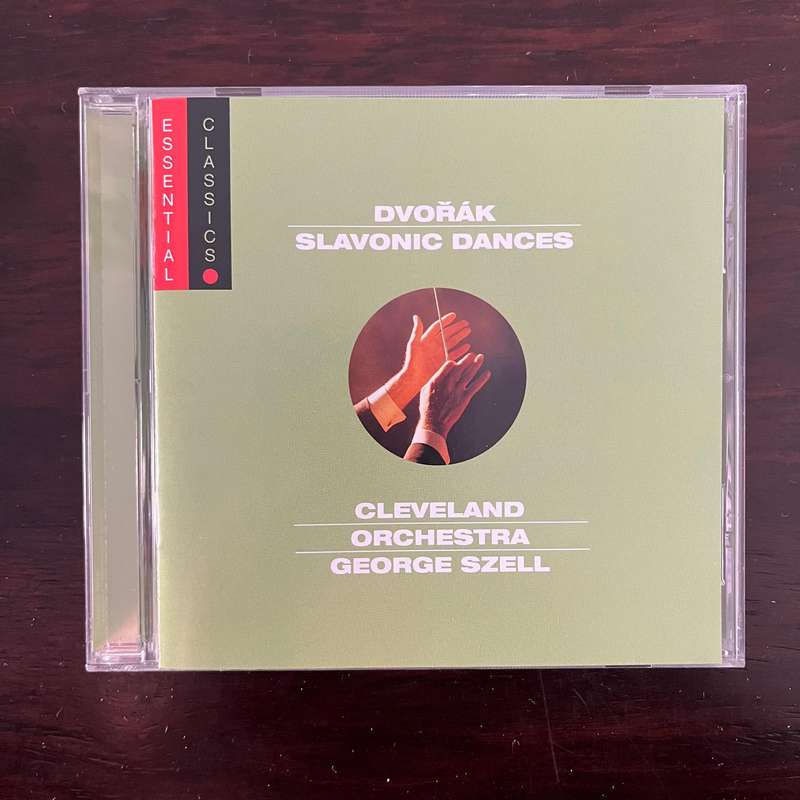 ESSENTIAL
CLASSICS
DVOŘÁK
SLAVONIC DANCES
CLEVELAND
ORCHESTRA
GEORGE SZELL